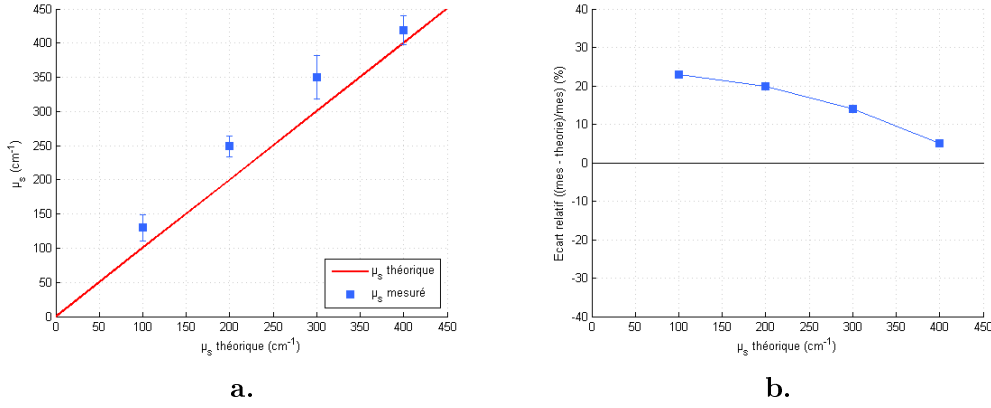 450
400
350
300
250
200
150
100
50
0
μs (cm-1)
0 50 100 150 200 250 300 350 400 450
μs théorique (cm-1)
μs théorique
μs mesuré
a.
40
30
20
10
0
-10
-20
-30
-40
Ecart relatif ((mes - theorie)/mes) (%)
0 50 100 150 200 250 300 350 400 450
μs théorique (cm-1)
b.